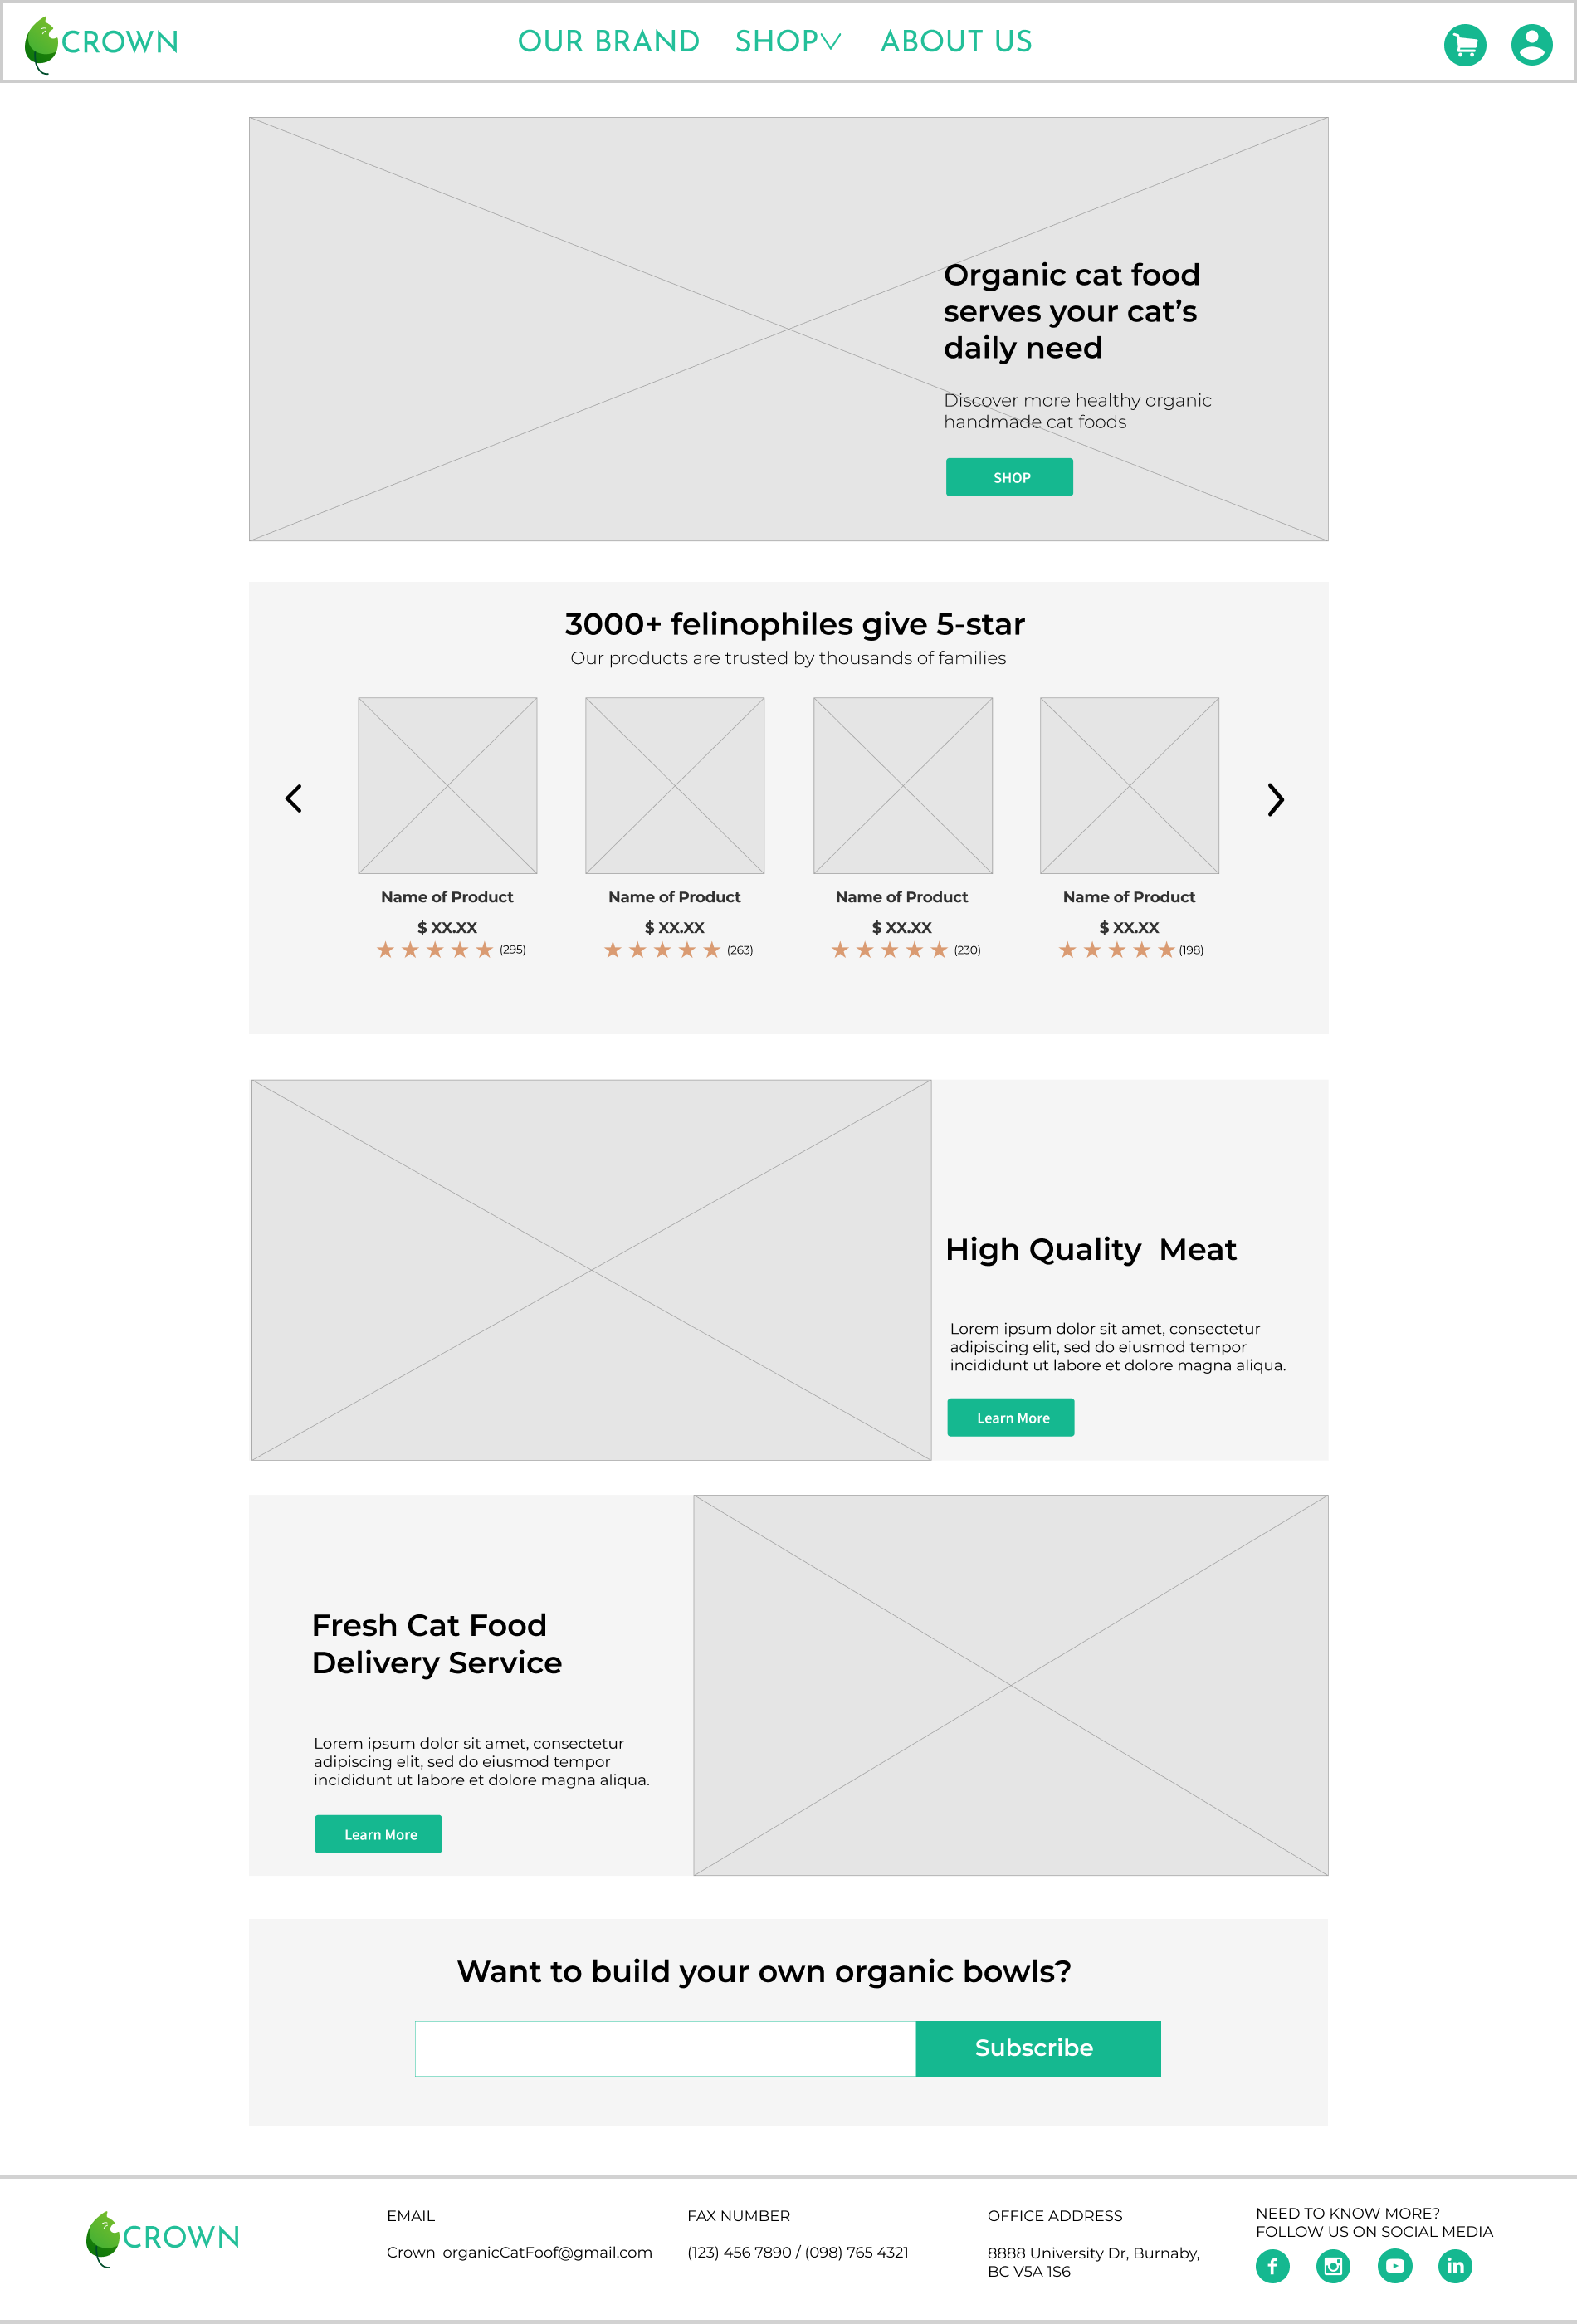 CROWN
OUR BRAND
SHOP
ABOUT US
Organic cat food
serves your cat’s
daily need
Discover more healthy organic
handmade cat foods
SHOP
3000+ felinophiles give 5-star
Our products are trusted by thousands of families
Name of Product
$ XX.XX
(295)
Name of Product
$ XX.XX
(263)
Name of Product
$ XX.XX
(230)
Name of Product
$ XX.XX
(198)
High Quality  Meat
Lorem ipsum dolor sit amet, consectetur
adipiscing elit, sed do eiusmod tempor
incididunt ut labore et dolore magna aliqua.
Learn More
Fresh Cat Food
Delivery Service
Lorem ipsum dolor sit amet, consectetur
adipiscing elit, sed do eiusmod tempor
incididunt ut labore et dolore magna aliqua.
Learn More
Want to build your own organic bowls?
Subscribe
CROWN
EMAIL
Crown_organicCatFoof@gmail.com
FAX NUMBER
(123) 456 7890 / (098) 765 4321
OFFICE ADDRESS
8888 University Dr, Burnaby,
BC V5A 1S6
NEED TO KNOW MORE?
FOLLOW US ON SOCIAL MEDIA